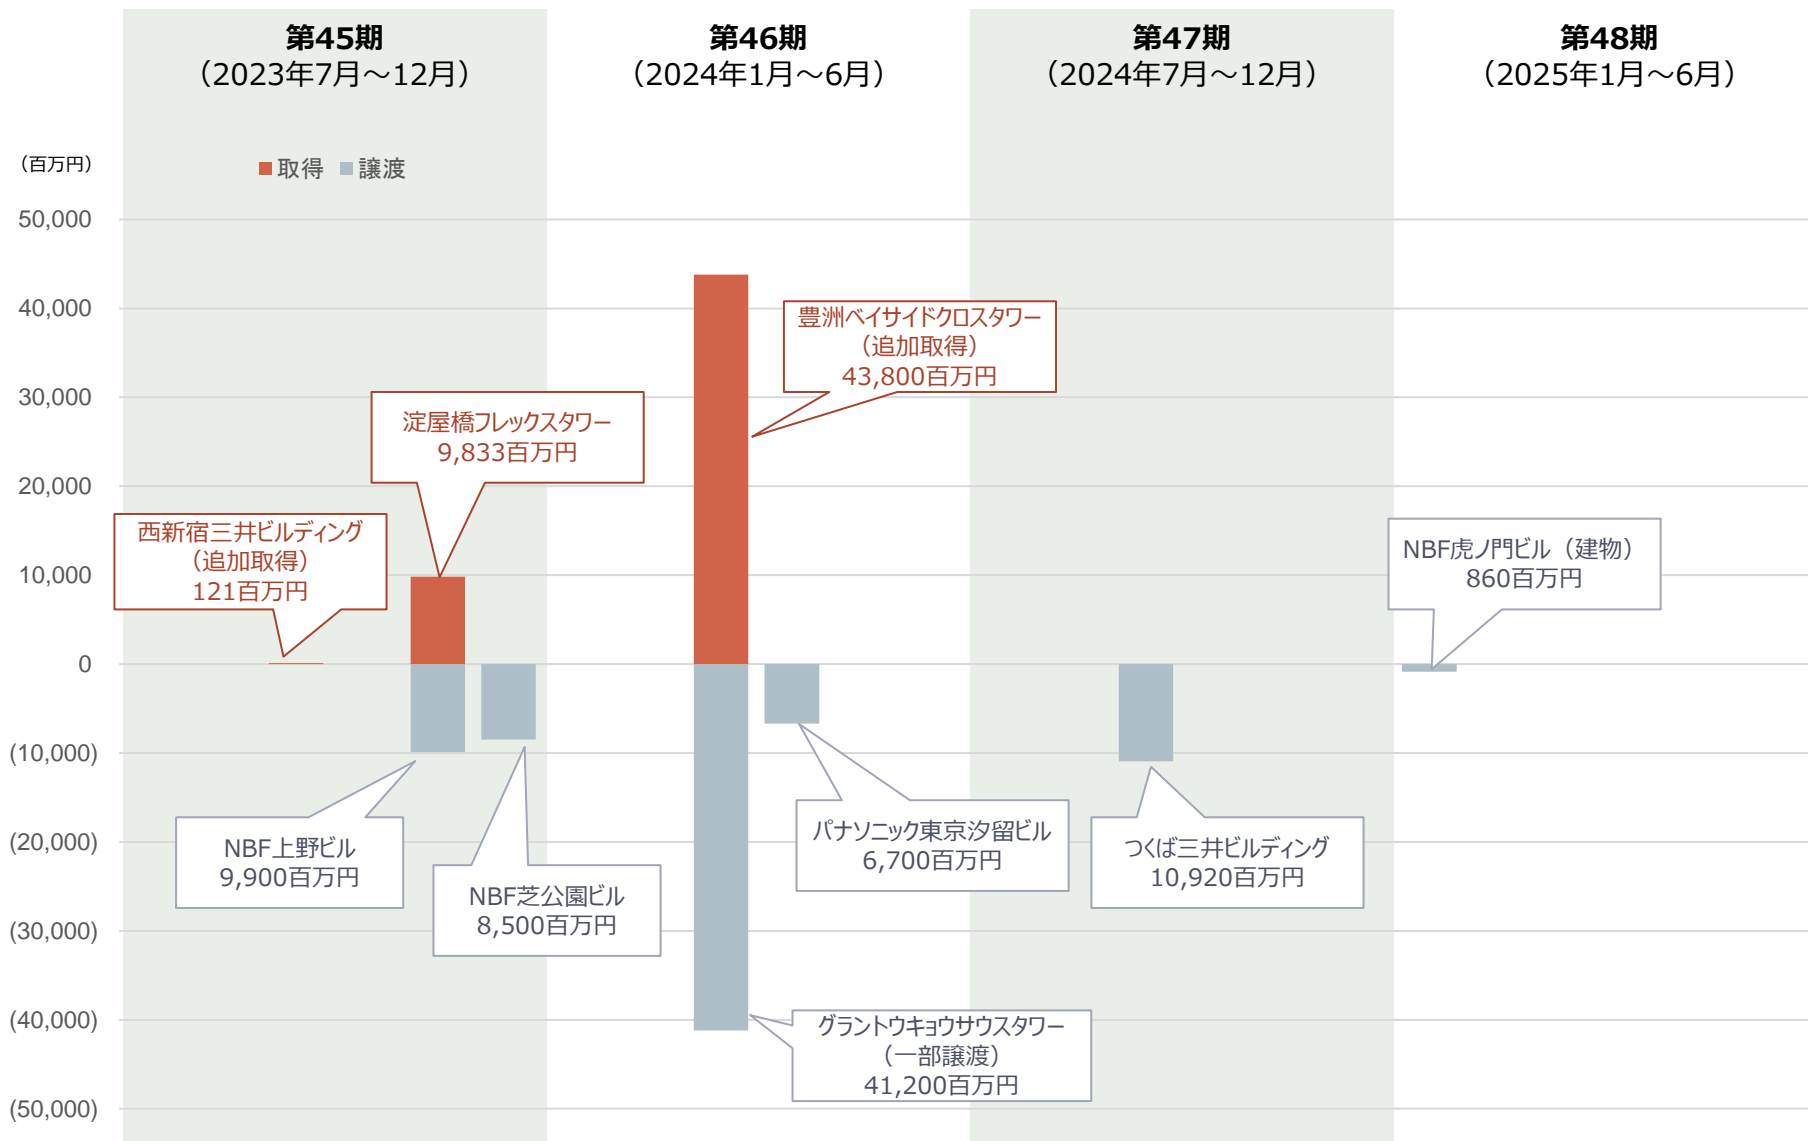 第45期
（2023年7月～12月）
第46期
（2024年1月～6月）
第47期
（2024年7月～12月）
第48期
（2025年1月～6月）
（百万円）
取得 譲渡
50,000
40,000
30,000
20,000
10,000
0
(10,000)
(20,000)
(30,000)
(40,000)
(50,000)
西新宿三井ビルディング
（追加取得）
121百万円
淀屋橋フレックスタワー
9,833百万円
豊洲ベイサイドクロスタワー
（追加取得）
43,800百万円
NBF虎ノ門ビル（建物）
860百万円
NBF上野ビル
9,900百万円
NBF芝公園ビル
8,500百万円
パナソニック東京汐留ビル
6,700百万円
つくば三井ビルディング
10,920百万円
グラントウキョウサウスタワー
（一部譲渡）
41,200百万円